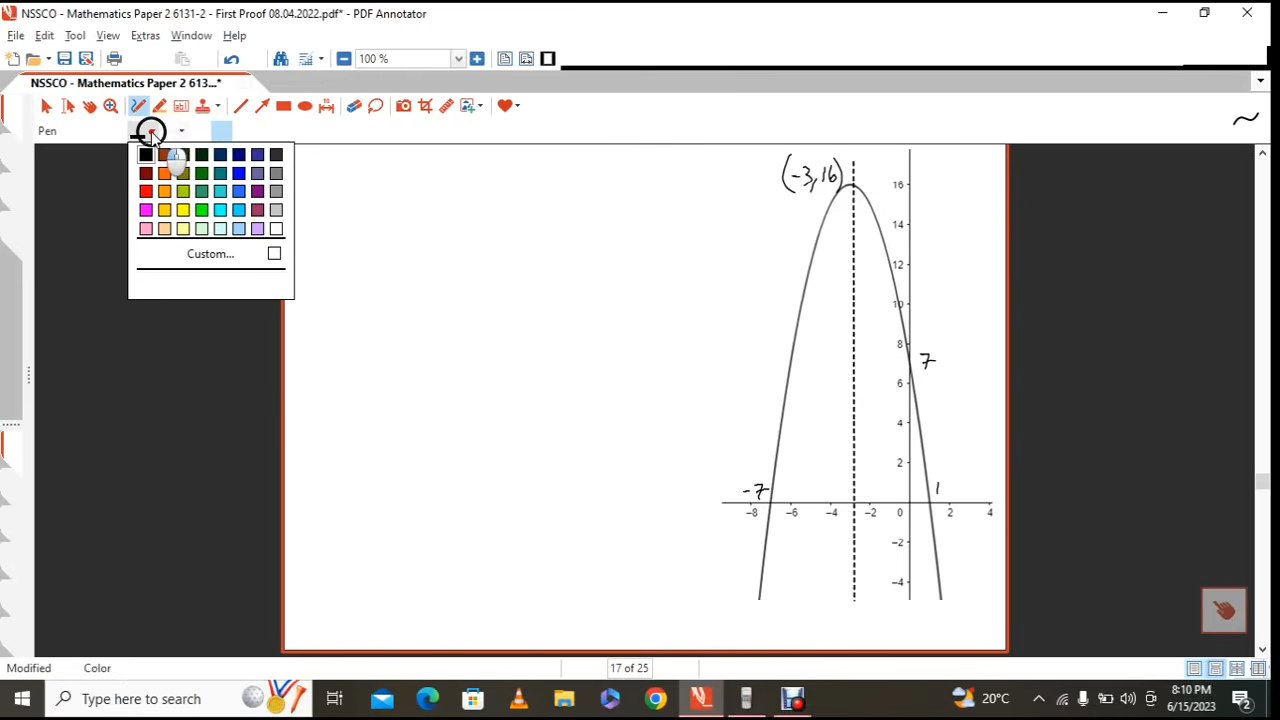 NSSCO - Mathematics Paper 2 6131-2 - First Proof 08.04.2022.pdf* - PDF Annotator
File Edit Tool View Extras Window Help
100 %
NSSCO - Mathematics Paper 2 613...*
Pen
Custom...
(-3,16)
16
14
12
10
8
7
6
4
2
-7
1
-8 -6 -4 -2 0 2 4
-2
-4
Modified Color 17 of 25
Type here to search
20°C
8:10 PM
6/15/2023
2